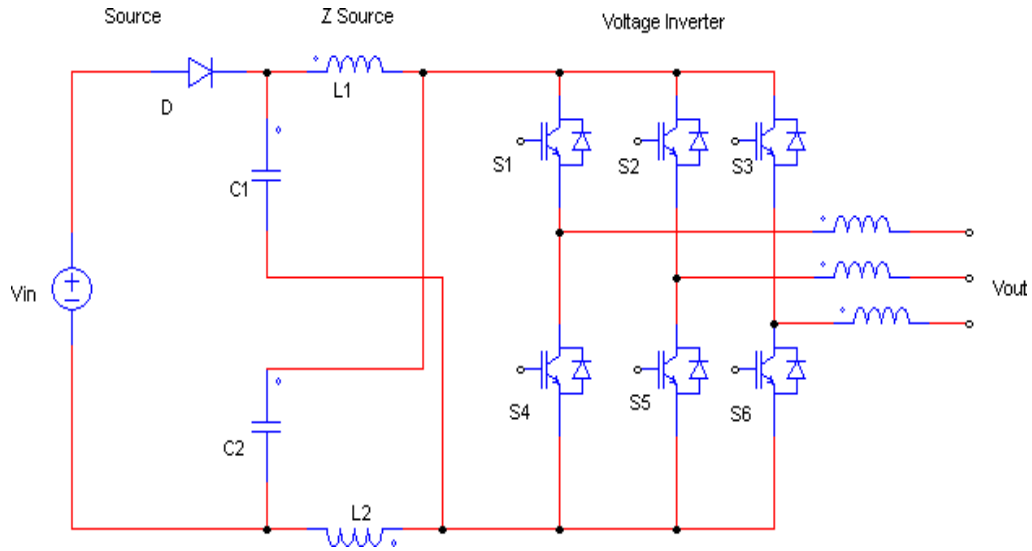 Source
Z Source
Voltage Inverter
D
L1
C1
S1
S2
S3
Vin
Vout
S4
S5
S6
C2
L2